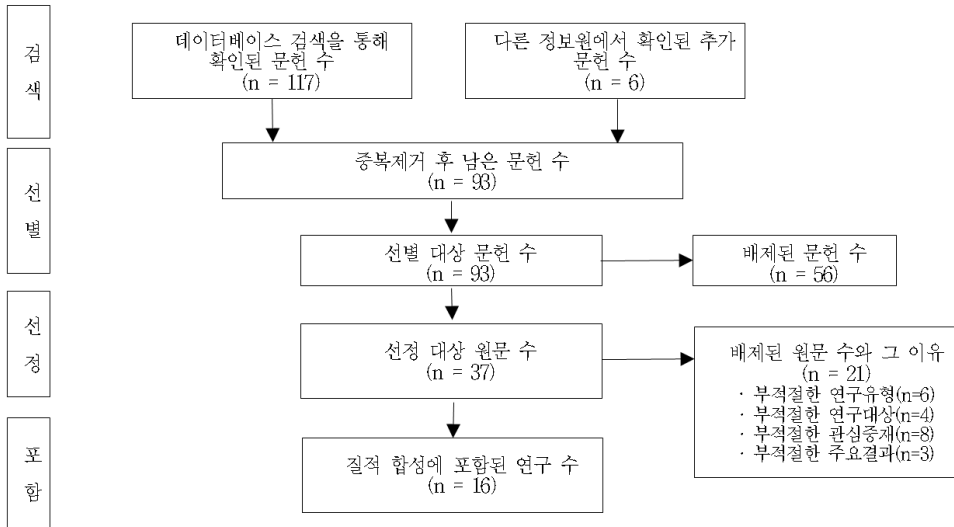 검
색
데이터베이스 검색을 통해
확인된 문헌 수
(n = 117)
다른 정보원에서 확인된 추가
문헌 수
(n = 6)
선
별
중복제거 후 남은 문헌 수
(n = 93)
선별 대상 문헌 수
(n = 93)
배제된 문헌 수
(n = 56)
선
정
선정 대상 원문 수
(n = 37)
배제된 원문 수와 그 이유
(n = 21)
· 부적절한 연구유형(n=6)
· 부적절한 연구대상(n=4)
· 부적절한 관심중재(n=8)
· 부적절한 주요결과(n=3)
포
함
질적 합성에 포함된 연구 수
(n = 16)